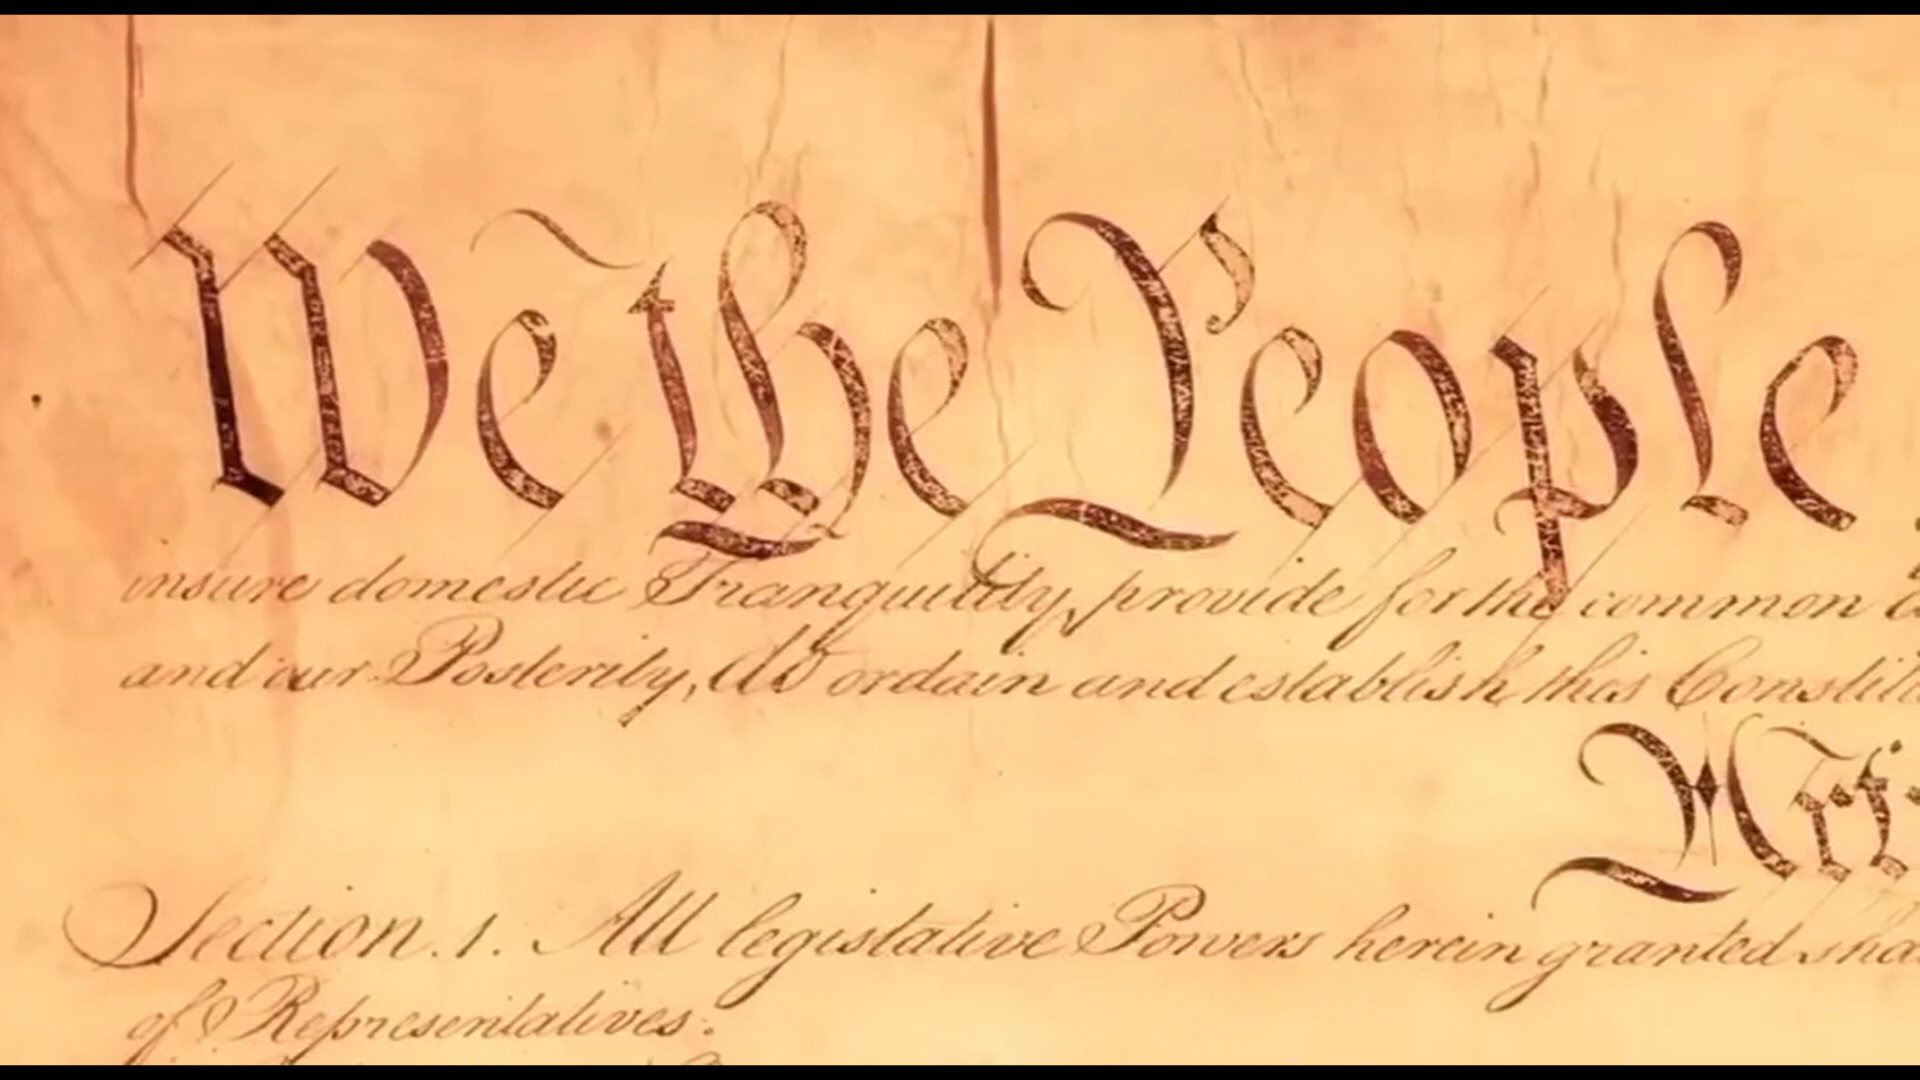 We the People
insure domestic Tranquility, provide for the common
and our Posterity, do ordain and establish this
Section. 1. All legislative Powers herein granted
of Representatives.